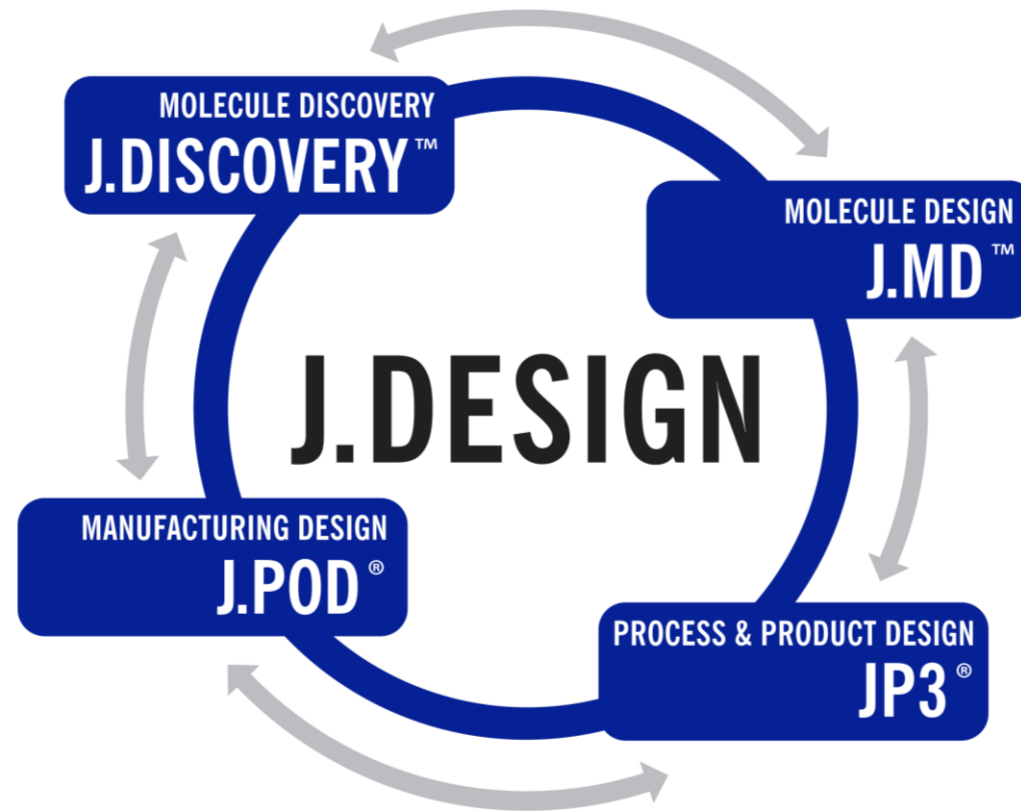 MOLECULE DISCOVERY
J.DISCOVERY™
MOLECULE DESIGN
J.MD™
J.DESIGN
MANUFACTURING DESIGN
J.POD®
PROCESS & PRODUCT DESIGN
JP3®